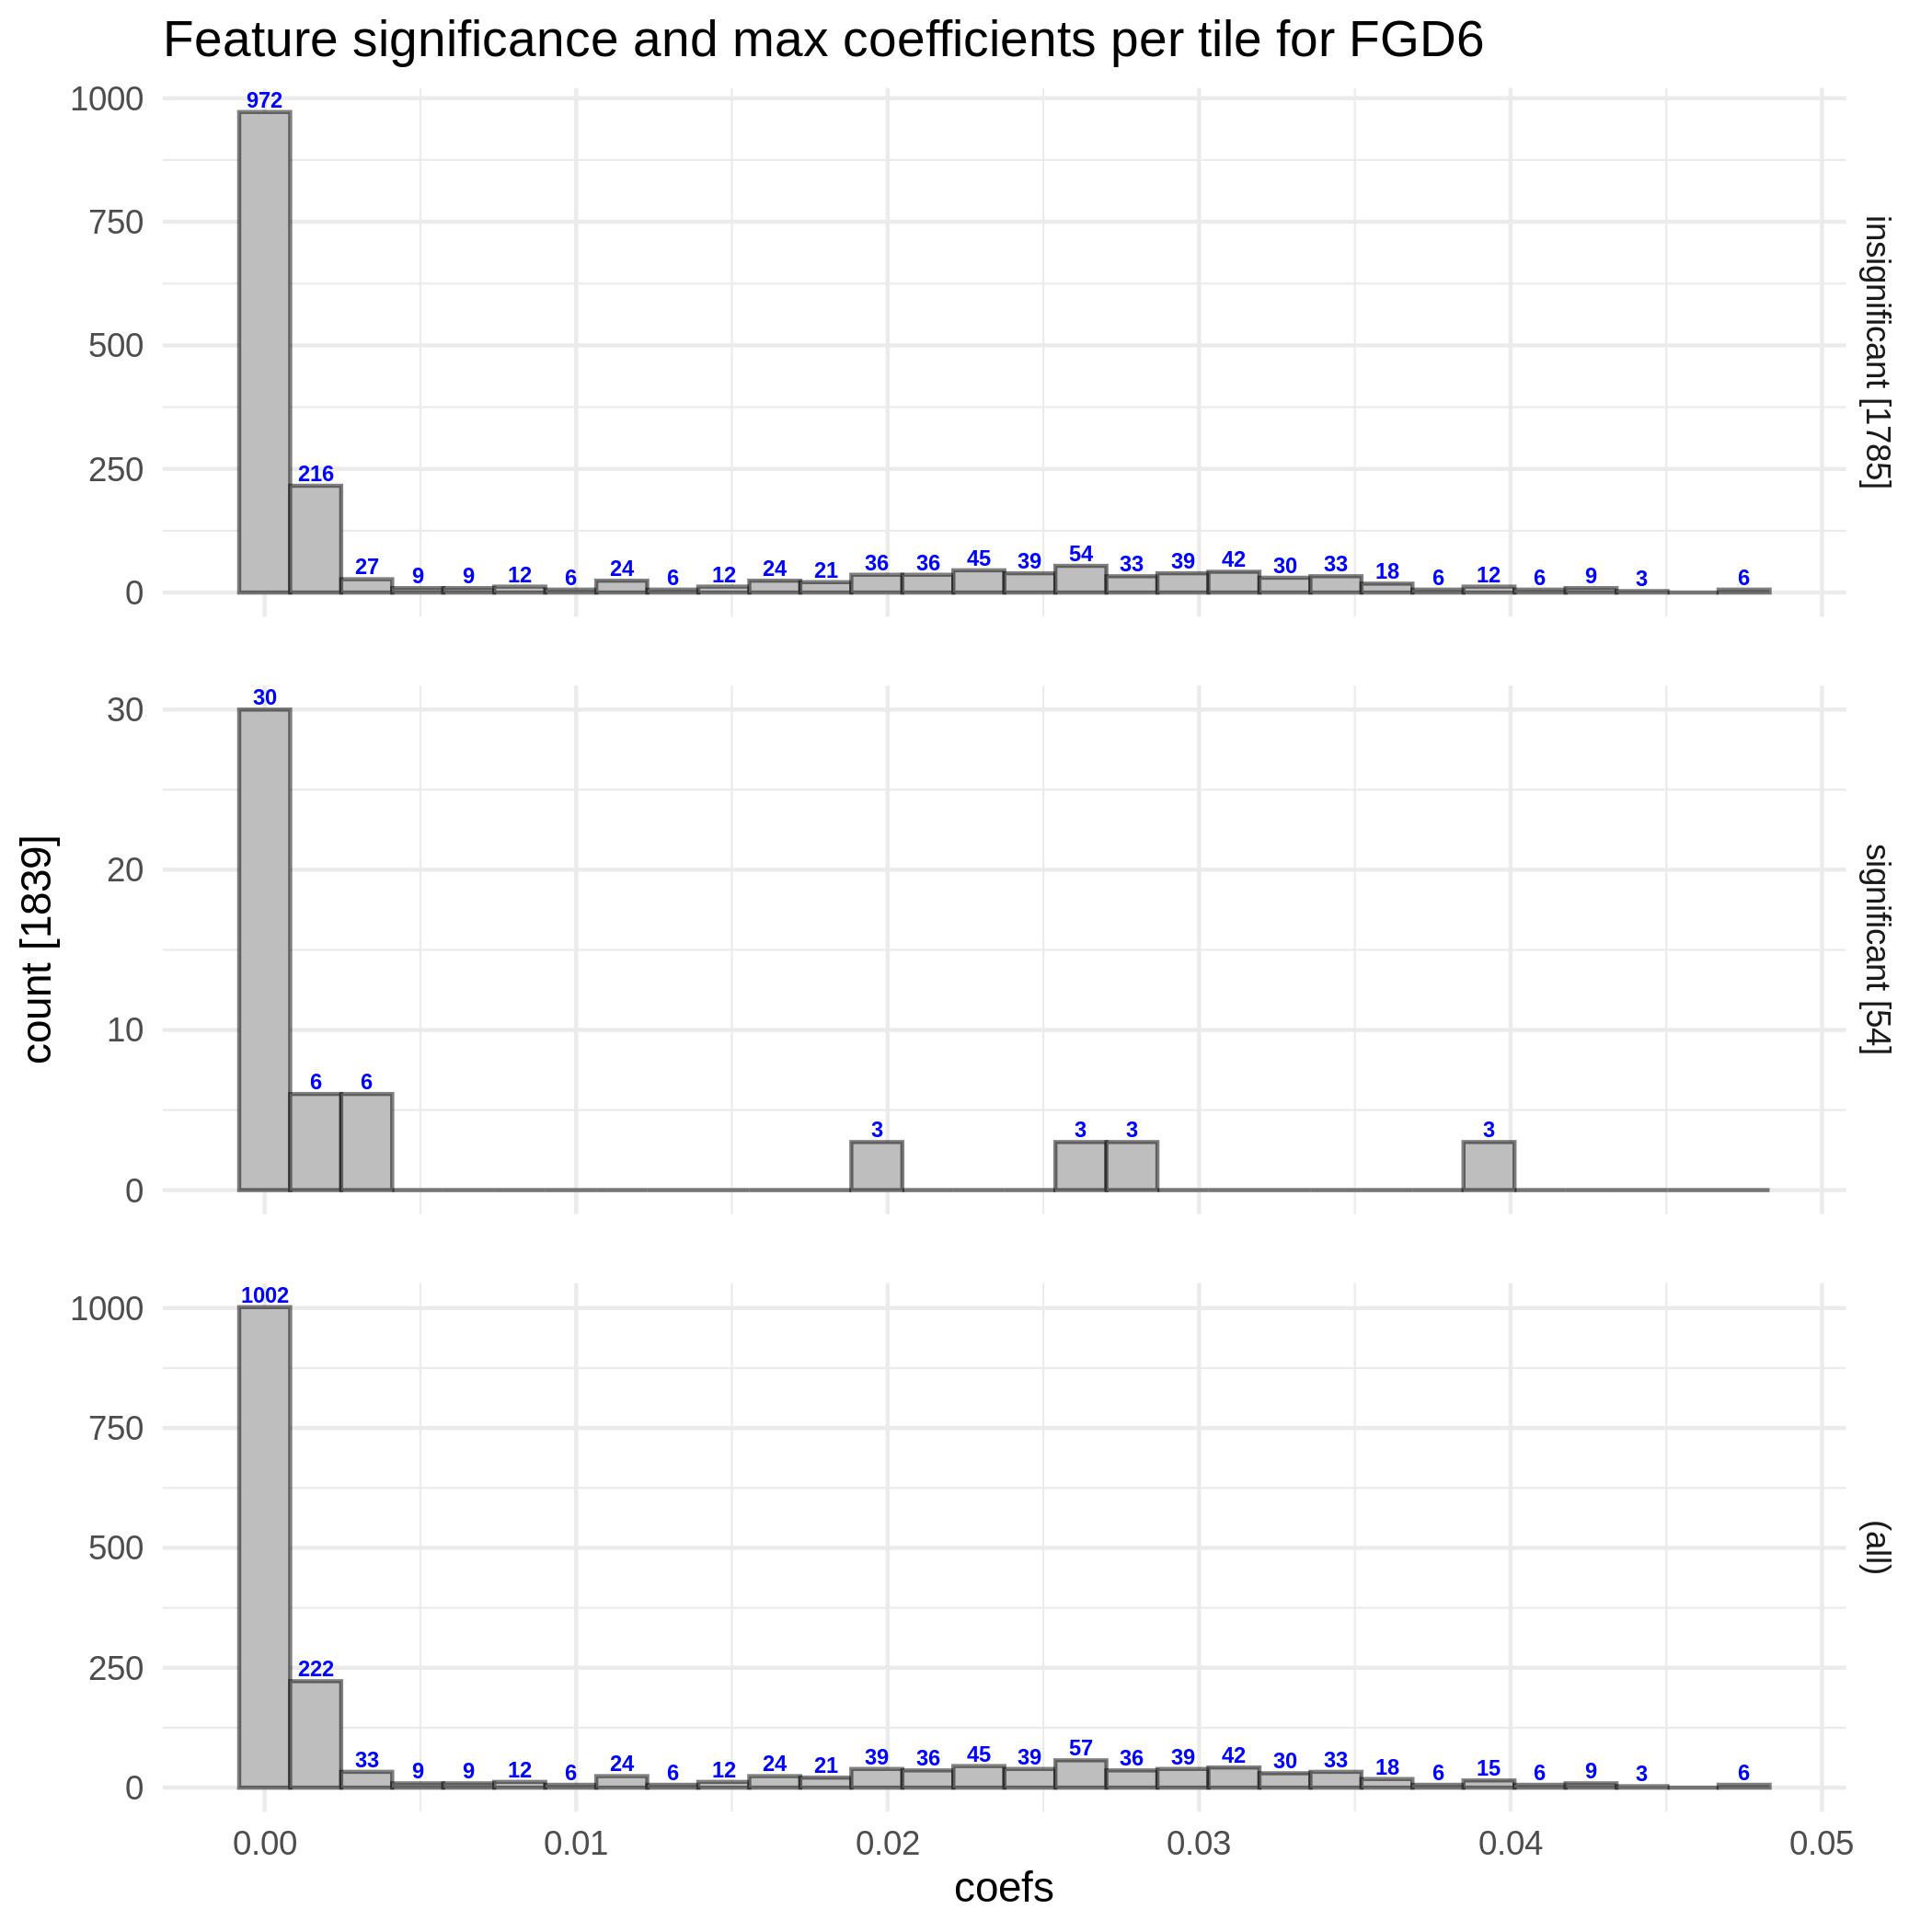 Feature significance and max coefficients per tile for FGD6
1000
750
500
250
0
972
216
27 9 9 12 6 24 6 12 24 21 36 36 45 39 54 33 39 42 30 33 18 6 12 6 9 3 6
insignificant [1785]
count [1839]
30
20
10
0
30
6 6 3 3 3 3
significant [54]
1000
750
500
250
0
1002
222
33 9 9 12 6 24 6 12 24 21 39 36 45 39 57 36 39 42 30 33 18 6 15 6 9 3 6
(all)
0.00 0.01 0.02 0.03 0.04 0.05
coefs